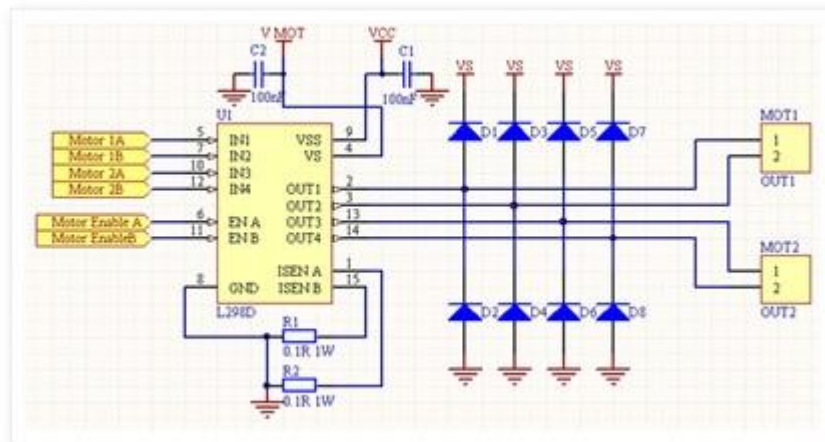 V MOT VCC
C2 C1
100nF 100nF
VS VS VS VS
U1
MOT1
D1 D3 D5 D7
Motor 1A 5 IN1 VSS 9
Motor 1B 7 IN2 VS 4
Motor 2A 10 IN3
Motor 2B 12 IN4 OUT1 2
OUT2 3
Motor Enable A 6 EN A OUT3 13
Motor EnableB 11 EN B OUT4 14
1
2
OUT1
MOT2
1
2
OUT2
ISEN A 1
8 GND ISEN B 15
L298D
D2 D4 D6 D8
R1
0.1R 1W
R2
0.1R 1W